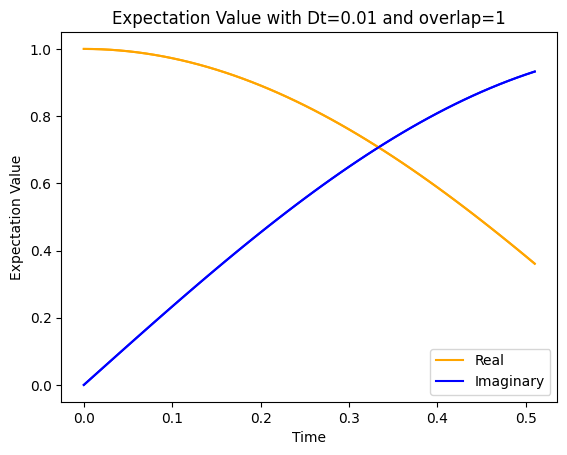 Expectation Value with Dt=0.01 and overlap=1
1.0
0.8
0.6
0.4
0.2
0.0
Expectation Value
0.0 0.1 0.2 0.3 0.4 0.5
Time
Real
Imaginary